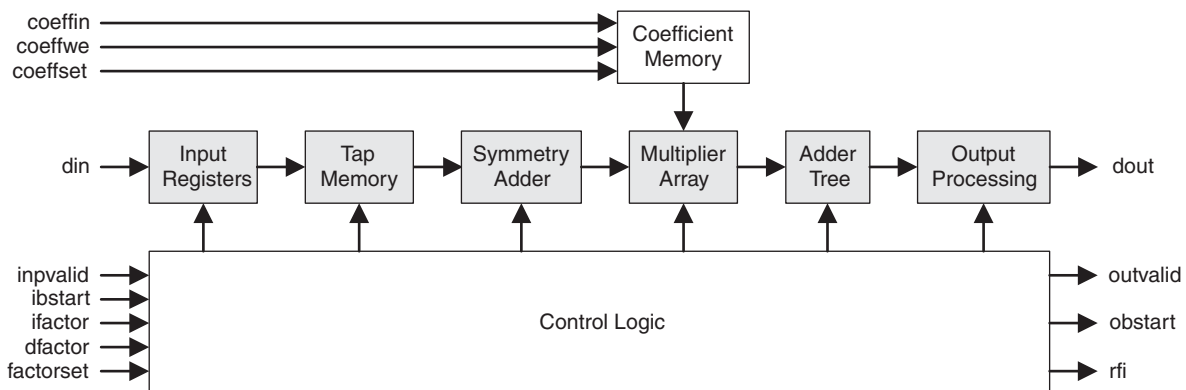 coeffin
coeffwe
coeffset
Coefficient
Memory
din
Input
Registers
Tap
Memory
Symmetry
Adder
Multiplier
Array
Adder
Tree
Output
Processing
dout
inpvalid
ibstart
ifactor
dfactor
factorset
Control Logic
outvalid
obstart
rfi